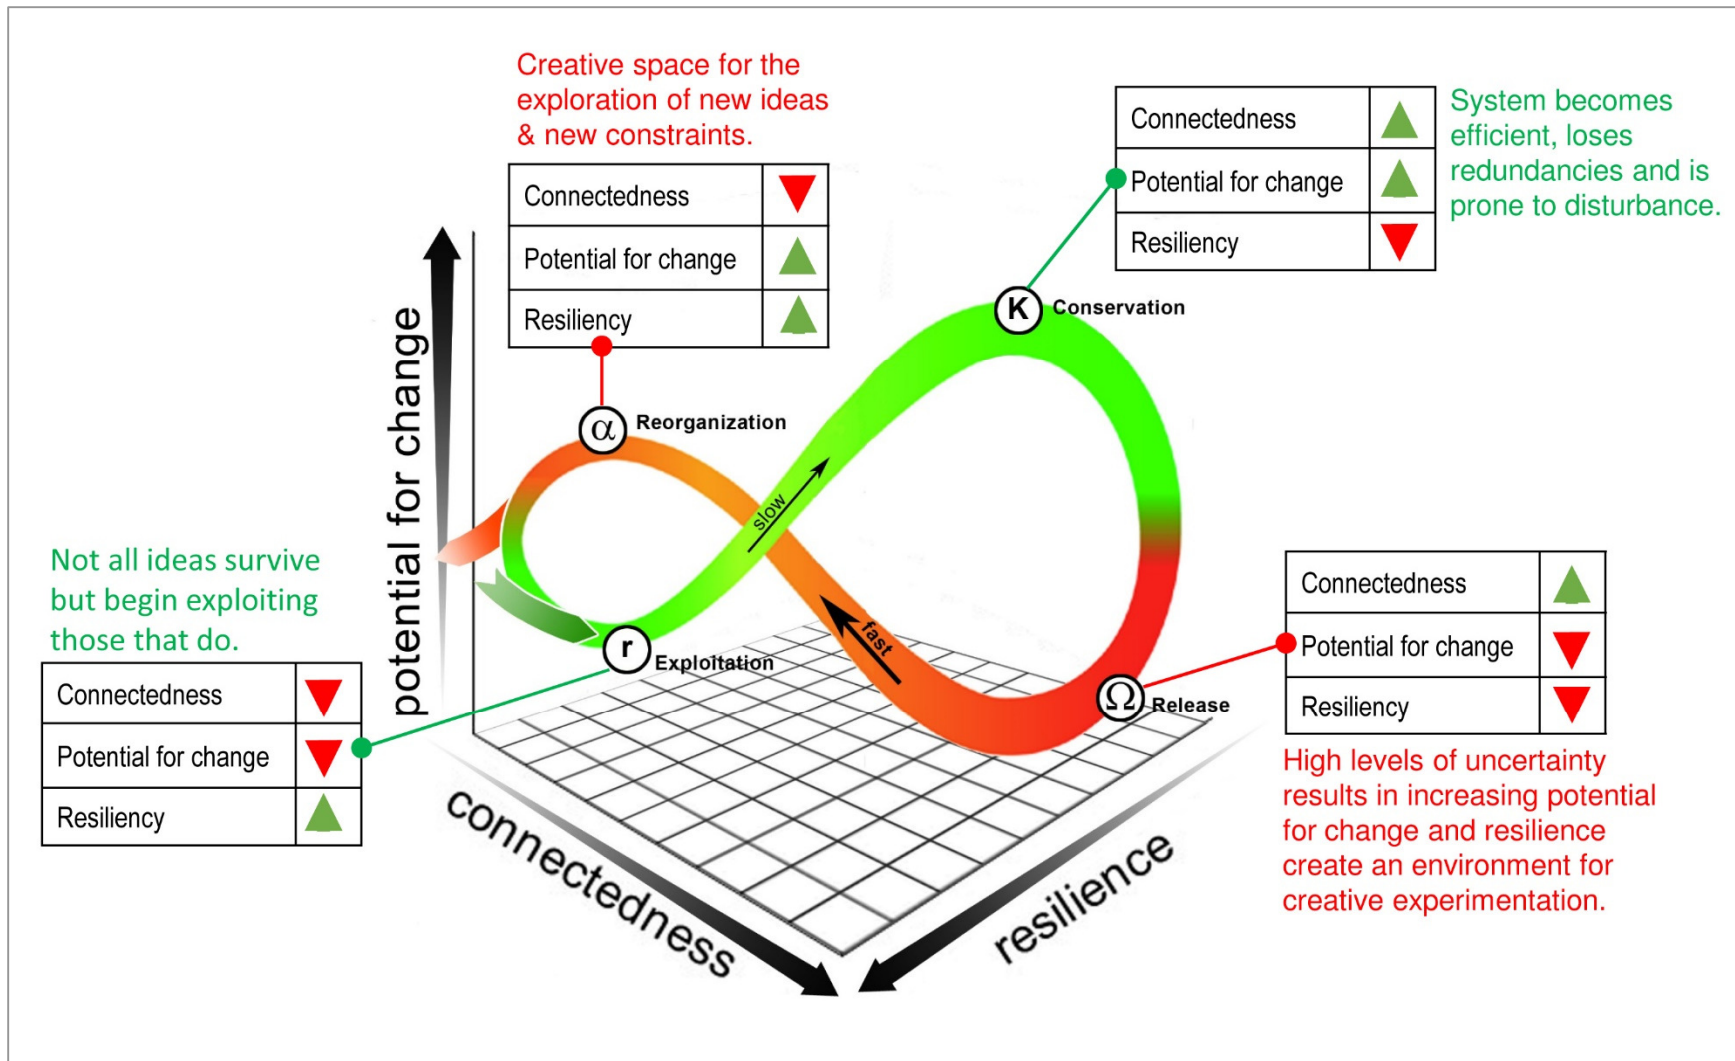 Creative space for the
exploration of new ideas
& new constraints.
Connectedness
Potential for change
Resiliency
Connectedness
Potential for change
Resiliency
System becomes
efficient, loses
redundancies and is
prone to disturbance.
K Conservation
α Reorganization
potential for change
slow
fast
Not all ideas survive
but begin exploiting
those that do.
Connectedness
Potential for change
Resiliency
r Exploitation
Ω Release
Connectedness
Potential for change
Resiliency
High levels of uncertainty
results in increasing potential
for change and resilience
create an environment for
creative experimentation.
connectedness
resilience